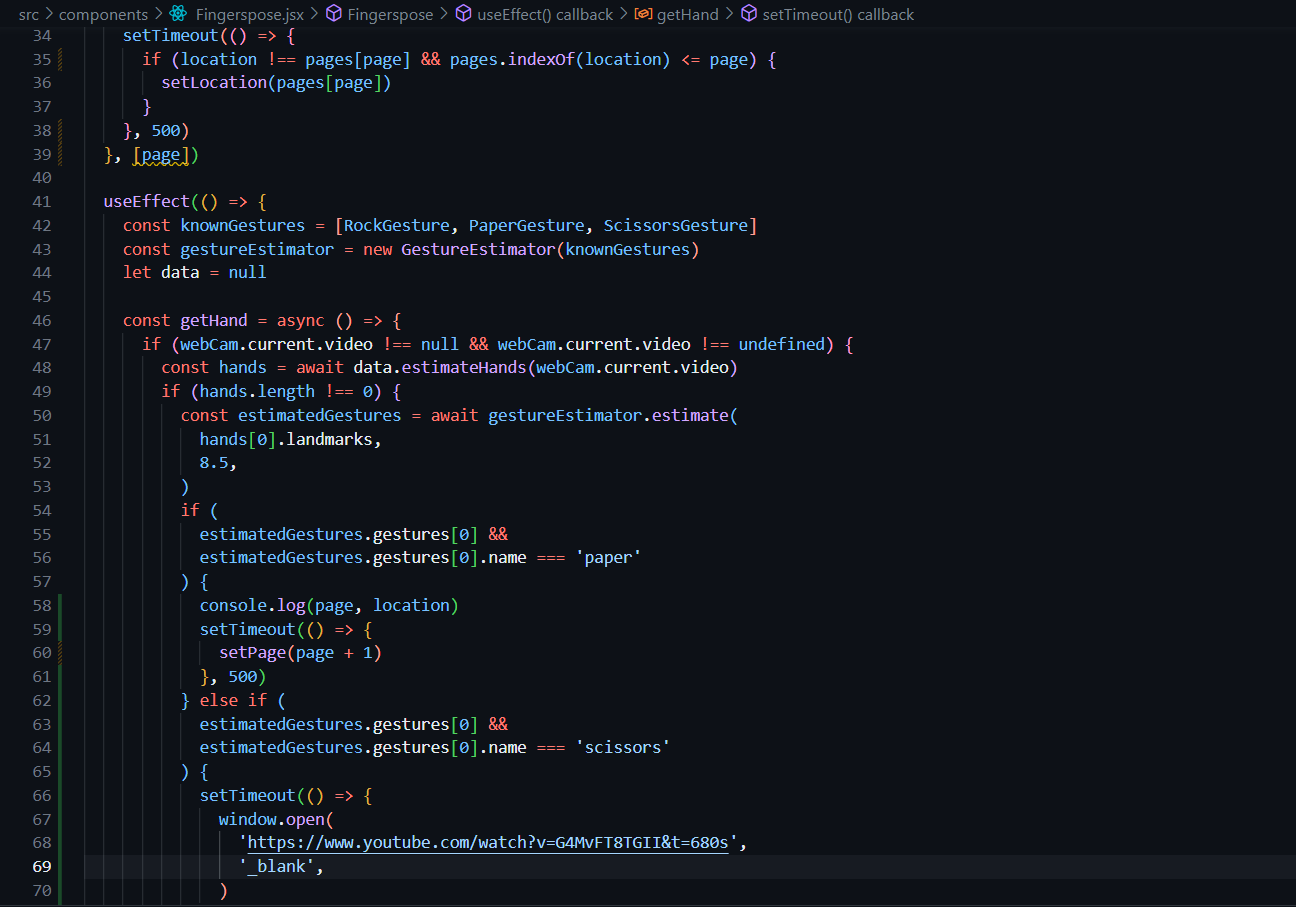 src > components > Fingerspose.jsx > Fingerspose > useEffect() callback > getHand > setTimeout() callback
34 setTimeout(() => {
35 if (location !== pages[page] && pages.indexOf(location) <= page) {
36 setLocation(pages[page])
37 }
38 }, 500)
39 }, [page])
40
41 useEffect(() => {
42 const knownGestures = [RockGesture, PaperGesture, ScissorsGesture]
43 const gestureEstimator = new GestureEstimator(knownGestures)
44 let data = null
45
46 const getHand = async () => {
47 if (webCam.current.video !== null && webCam.current.video !== undefined) {
48 const hands = await data.estimateHands(webCam.current.video)
49 if (hands.length !== 0) {
50 const estimatedGestures = await gestureEstimator.estimate(
51 hands[0].landmarks,
52 8.5,
53 )
54 if (
55 estimatedGestures.gestures[0] &&
56 estimatedGestures.gestures[0].name === 'paper'
57 ) {
58 console.log(page, location)
59 setTimeout(() => {
60 setPage(page + 1)
61 }, 500)
62 } else if (
63 estimatedGestures.gestures[0] &&
64 estimatedGestures.gestures[0].name === 'scissors'
65 ) {
66 setTimeout(() => {
67 window.open(
68 'https://www.youtube.com/watch?v=G4MvFT8TGII&t=680s',
69 '_blank',
70 )